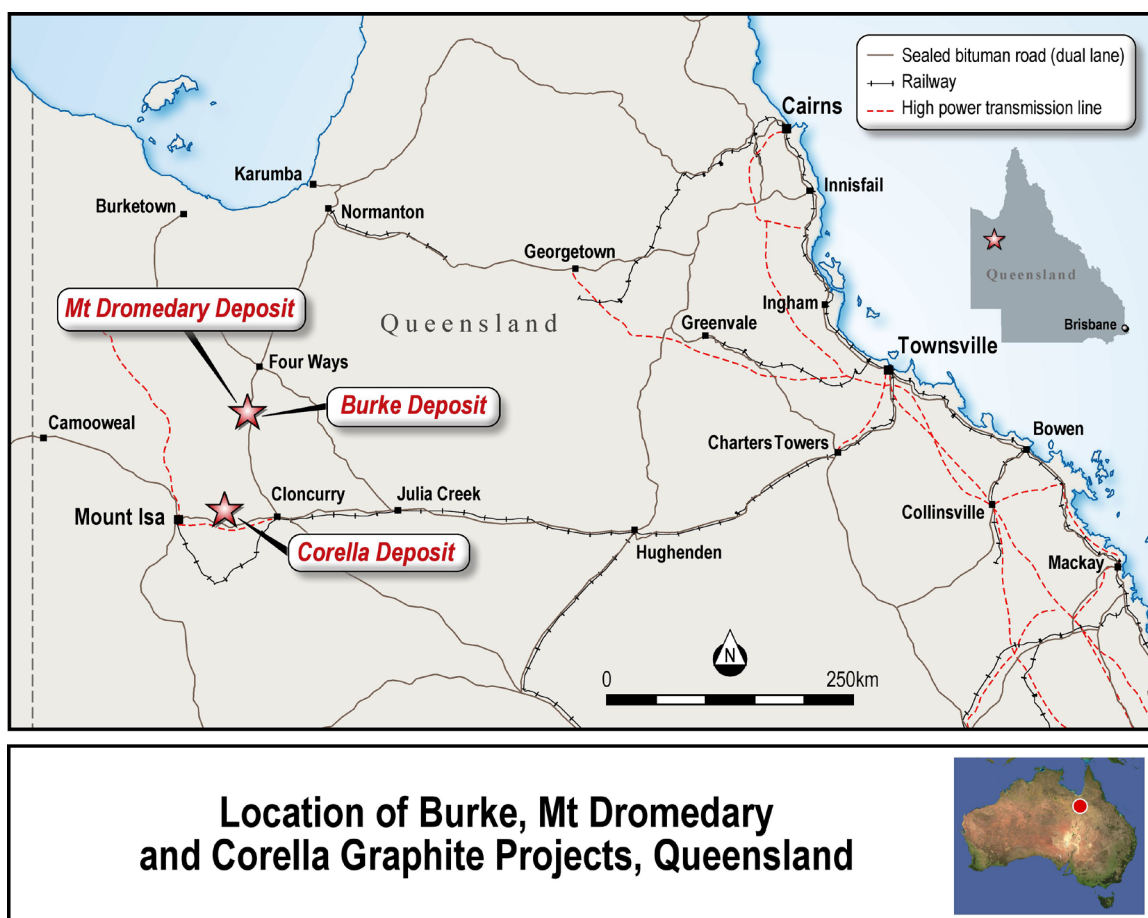 Sealed bituman road (dual lane)
Railway
High power transmission line
Cairns
Karumba
Innisfail
Burketown
Normanton
Georgetown
Queensland
Mt Dromedary Deposit
Ingham
Queensland
Greenvale
Brisbane
Townsville
Four Ways
Burke Deposit
Camooweal
Bowen
Charters Towers
Cloncurry
Julia Creek
Mount Isa
Collinsville
Corella Deposit
Hughenden
Mackay
N
0
250km
Location of Burke, Mt Dromedary
and Corella Graphite Projects, Queensland